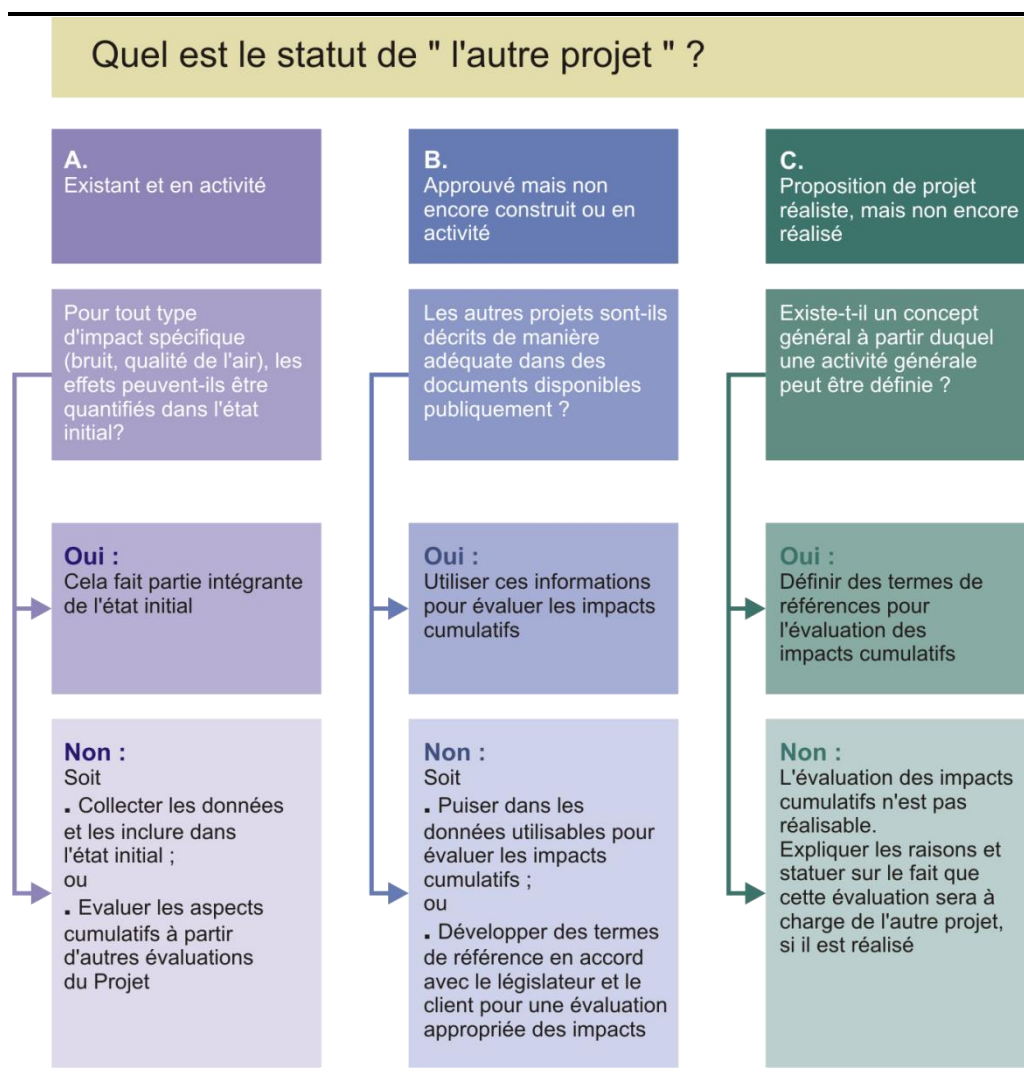 Quel est le statut de " l'autre projet " ?
A.
Existant et en activité
Pour tout type
d'impact spécifique
(bruit, qualité de l'air), les
effets peuvent-ils être
quantifiés dans l'état
initial?
Oui :
Cela fait partie intégrante
de l'état initial
Non :
Soit
. Collecter les données
et les inclure dans
l'état initial ;
ou
. Evaluer les aspects
cumulatifs à partir
d'autres évaluations
du Projet
B.
Approuvé mais non
encore construit ou en
activité
Les autres projets sont-ils
décrits de manière
adéquate dans des
documents disponibles
publiquement ?
Oui :
Utiliser ces informations
pour évaluer les impacts
cumulatifs
Non :
Soit
. Puiser dans les
données utilisables pour
évaluer les impacts
cumulatifs ;
ou
. Développer des termes
de référence en accord
avec le législateur et le
client pour une évaluation
appropriée des impacts
C.
Proposition de projet
réaliste, mais non encore
réalisé
Existe-t-il un concept
général à partir duquel
une activité générale
peut être définie ?
Oui :
Définir des termes de
références pour
l'évaluation des
impacts cumulatifs
Non :
L'évaluation des impacts
cumulatifs n'est pas
réalisable.
Expliquer les raisons et
statuer sur le fait que
cette évaluation sera à
charge de l'autre projet,
si il est réalisé